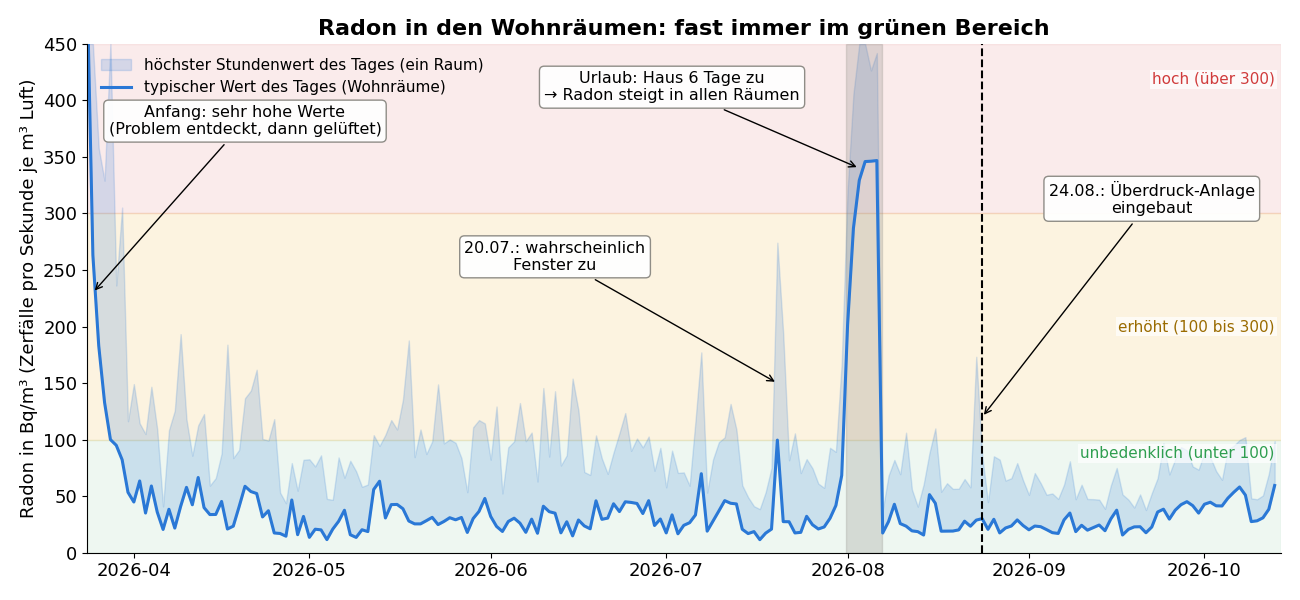 Radon in den Wohnräumen: fast immer im grünen Bereich
Radon in Bq/m³ (Zerfälle pro Sekunde je m³ Luft)
450
400
350
300
250
200
150
100
50
0
höchster Stundenwert des Tages (ein Raum)
typischer Wert des Tages (Wohnräume)
Anfang: sehr hohe Werte
(Problem entdeckt, dann gelüftet)
Urlaub: Haus 6 Tage zu
→ Radon steigt in allen Räumen
20.07.: wahrscheinlich
Fenster zu
24.08.: Überdruck-Anlage
eingebaut
hoch (über 300)
erhöht (100 bis 300)
unbedenklich (unter 100)
2026-04
2026-05
2026-06
2026-07
2026-08
2026-09
2026-10